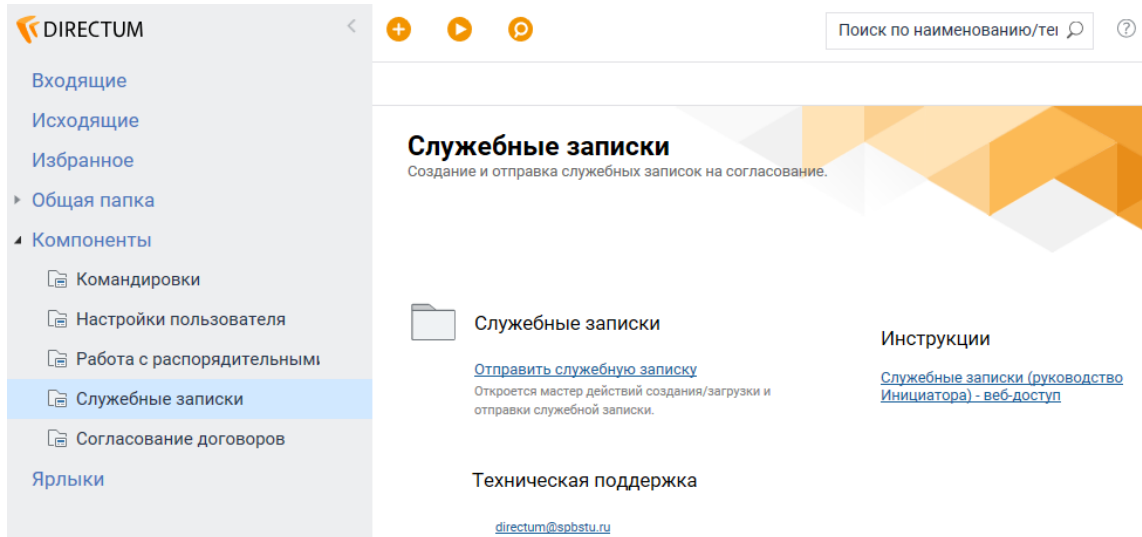 DIRECTUM
Входящие
Исходящие
Избранное
Общая папка
Компоненты
Командировки
Настройки пользователя
Работа с распорядительными
Служебные записки
Согласование договоров
Ярлыки
Поиск по наименованию/тек
Служебные записки
Создание и отправка служебных записок на согласование.
Служебные записки
Отправить служебную записку
Откроется мастер действий создания/загрузки и
отправки служебной записки.
Инструкции
Служебные записки (руководство
Инициатора) - веб-доступ
Техническая поддержка
directum@spbstu.ru